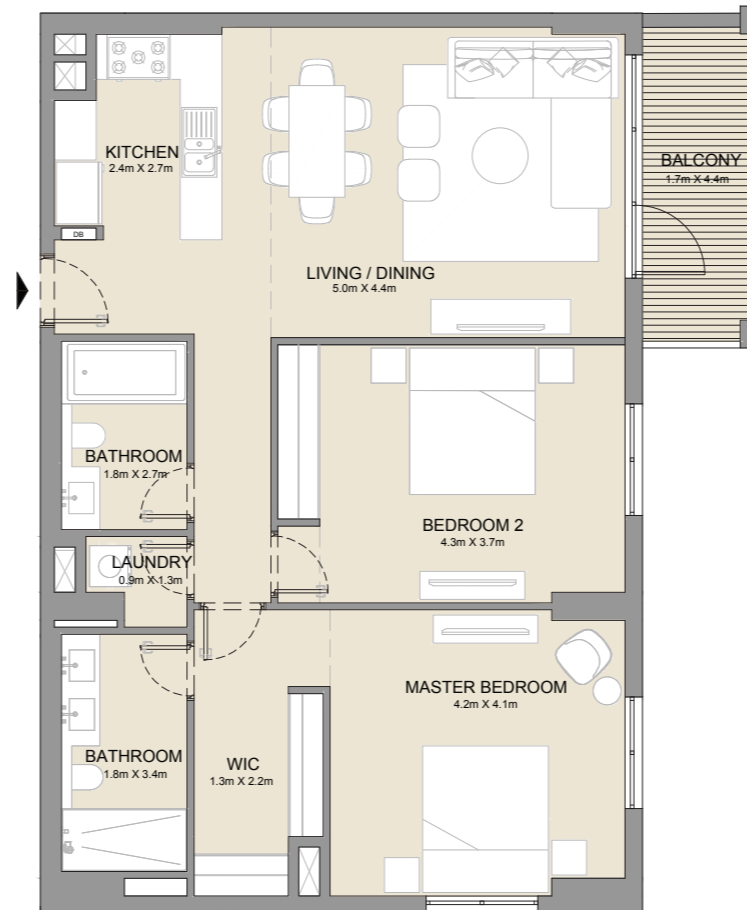 KITCHEN
2.4m X 2.7m
BALCONY
1.7m X 4.4m
DB
LIVING / DINING
5.0m X 4.4m
BATHROOM
1.8m X 2.7m
BEDROOM 2
4.3m X 3.7m
LAUNDRY
0.9m X 1.3m
MASTER BEDROOM
4.2m X 4.1m
BATHROOM
1.8m X 3.4m
WIC
1.3m X 2.2m